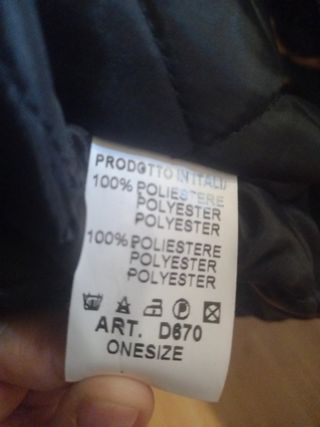 PRODOTTO IN ITALIA
100% POLIESTERE
POLYESTER
POLYESTER
100% POLIESTERE
POLYESTER
POLYESTER
ART. D670
ONESIZE